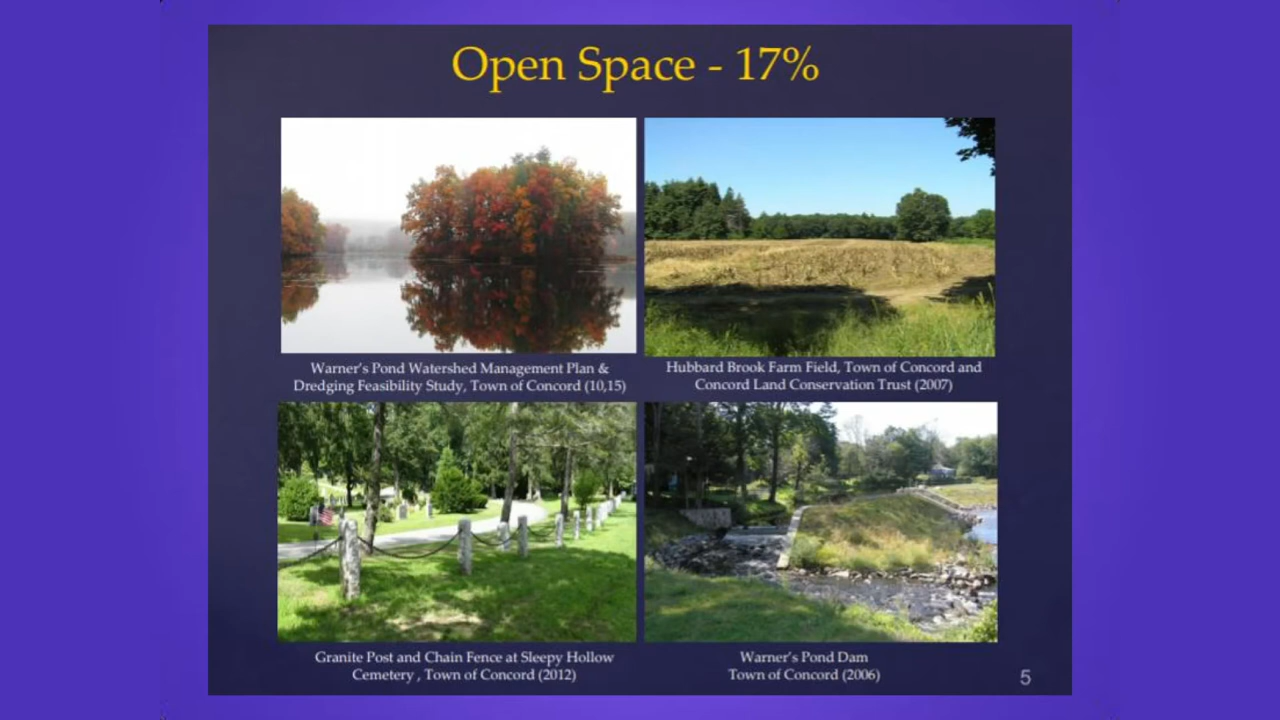 Open Space - 17%
Warner's Pond Watershed Management Plan &
Dredging Feasibility Study, Town of Concord (10,15)
Hubbard Brook Farm Field, Town of Concord and
Concord Land Conservation Trust (2007)
Granite Post and Chain Fence at Sleepy Hollow
Cemetery , Town of Concord (2012)
Warner's Pond Dam
Town of Concord (2006)
5